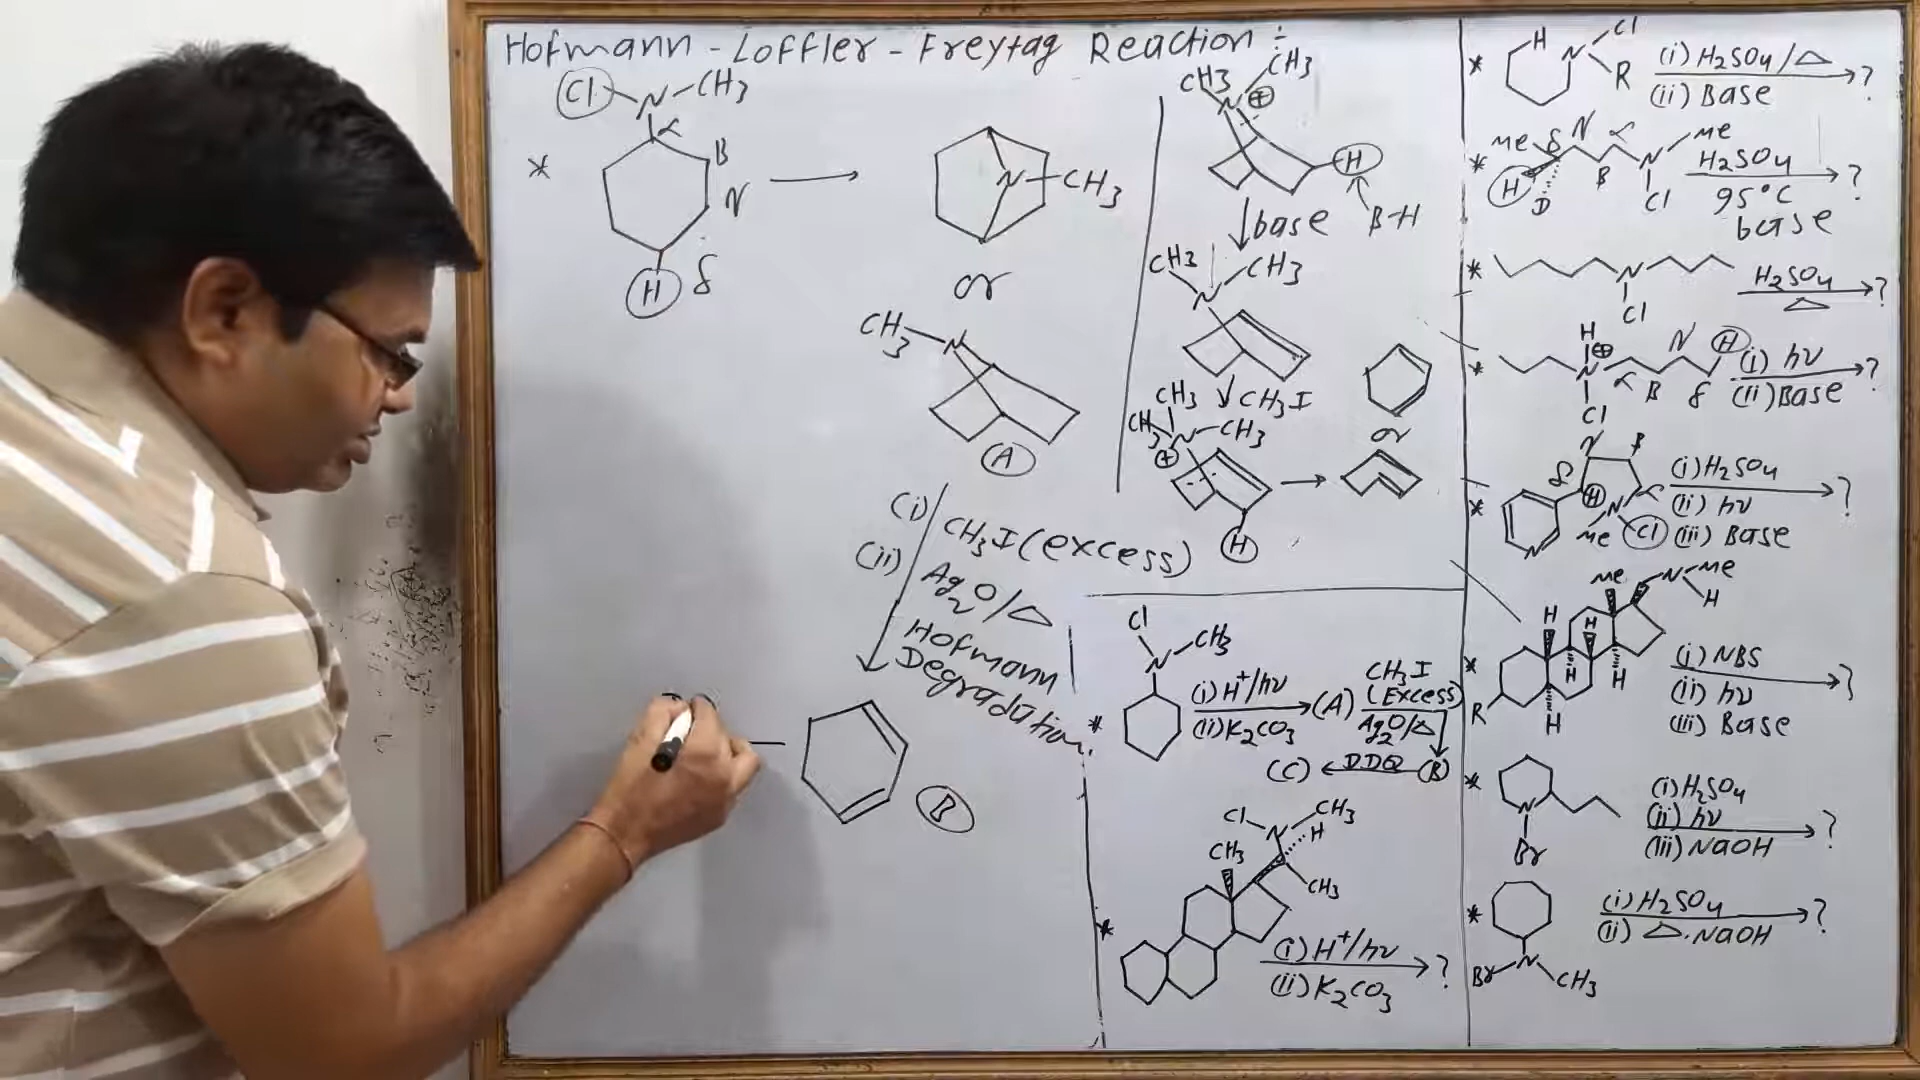 Hofmann - Loffler - Freytag Reaction :
Cl N -CH3
α
B
N
H δ
N CH3
or
CH3 N
A
(i) CH3I (excess)
(ii) Ag2O/△
Hofmann
Degradation.
B
CH3 CH3
N ⊕
H
↓base B-H
CH3 CH3
N
↓ CH3I
CH3
CH3 N -CH3
⊕
or
H
Cl
N CH3
* (i) H+/hν (A) CH3I
(Excess)
(ii) K2CO3 Ag2O/△
(C) ← DDQ (B)
Cl CH3
N H
CH3
CH3
* (i) H+/hν ?
(ii) K2CO3
* H N Cl
R
(i) H2SO4/△ ?
(ii) Base
* Me δ N α Me
H D B N
Cl
H2SO4 ?
95°C
base
* N
Cl
H2SO4 ?
△
* H
N ⊕
Cl
α B N δ H
(i) hν ?
(ii) Base
* N B
δ H α
N
Me N Cl
(i) H2SO4 ?
(ii) hν
(iii) Base
* Me N Me
H
H H
H H
R H
(i) NBS ?
(ii) hν
(iii) Base
* N
Br
(i) H2SO4
(ii) hν ?
(iii) NaOH
* Br N CH3
(i) H2SO4 ?
(ii) △.NaOH